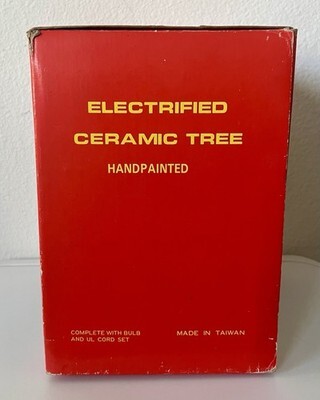 ELECTRIFIED
CERAMIC TREE
HANDPAINTED
COMPLETE WITH BULB
AND UL CORD SET
MADE IN TAIWAN